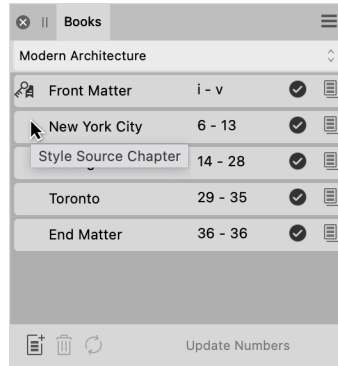 Books
Modern Architecture
Front Matter i - v
New York City 6 - 13
Style Source Chapter 14 - 28
Toronto 29 - 35
End Matter 36 - 36
Update Numbers